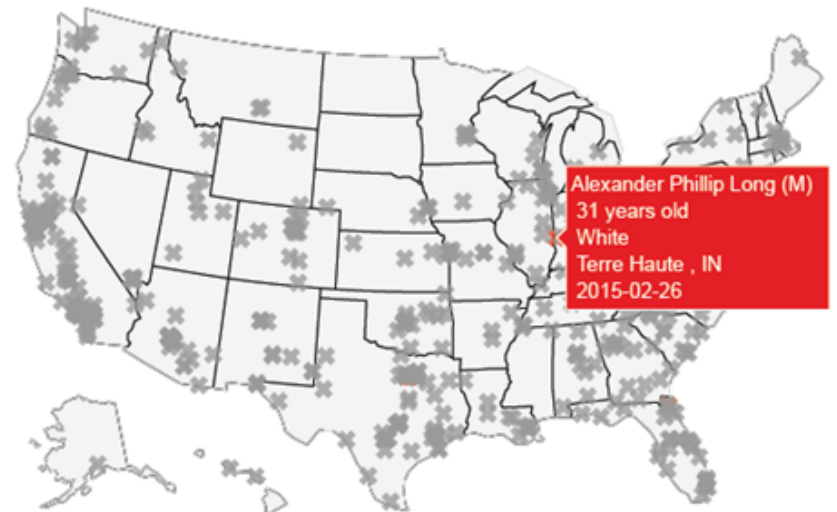 Alexander Phillip Long (M)
31 years old
White
Terre Haute , IN
2015-02-26